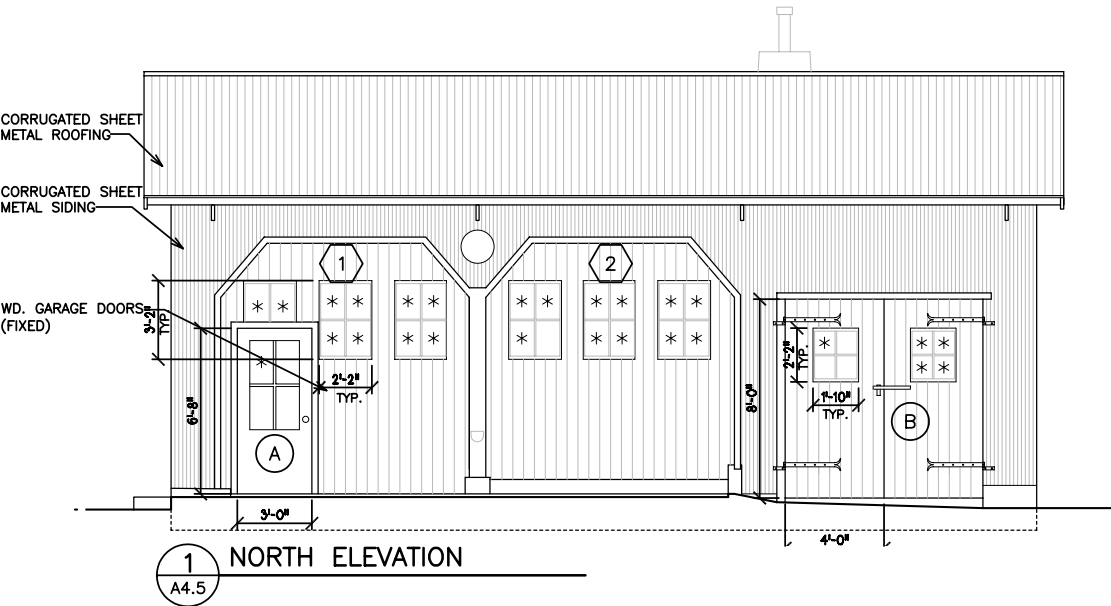 CORRUGATED SHEET
METAL ROOFING
CORRUGATED SHEET
METAL SIDING
1
2
WD. GARAGE DOORS
(FIXED)
3'-2"
TYP.
2'-2"
TYP.
2'-2"
TYP.
1'-10"
TYP.
6'-8"
8'-0"
A
B
3'-0"
4'-0"
1
A4.5
NORTH ELEVATION